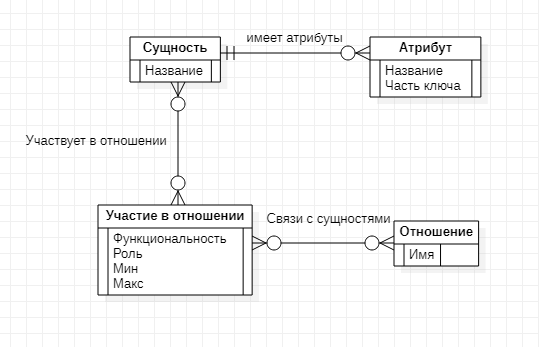 имеет атрибуты
Сущность
Название
Атрибут
Название
Часть ключа
Участвует в отношении
Участие в отношении
Функциональность
Роль
Мин
Макс
Связи с сущностями
Отношение
Имя